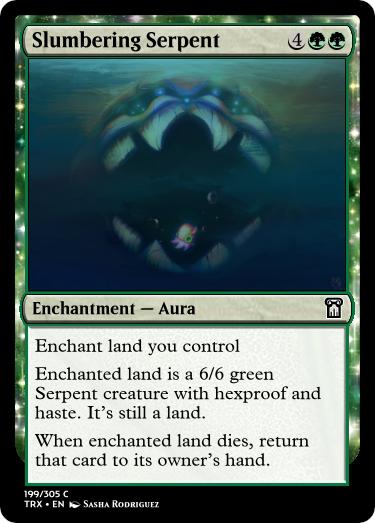 Slumbering Serpent 4
Enchantment — Aura
Enchant land you control
Enchanted land is a 6/6 green
Serpent creature with hexproof and
haste. It's still a land.
When enchanted land dies, return
that card to its owner's hand.
199/305 C
TRX • EN Sasha Rodriguez